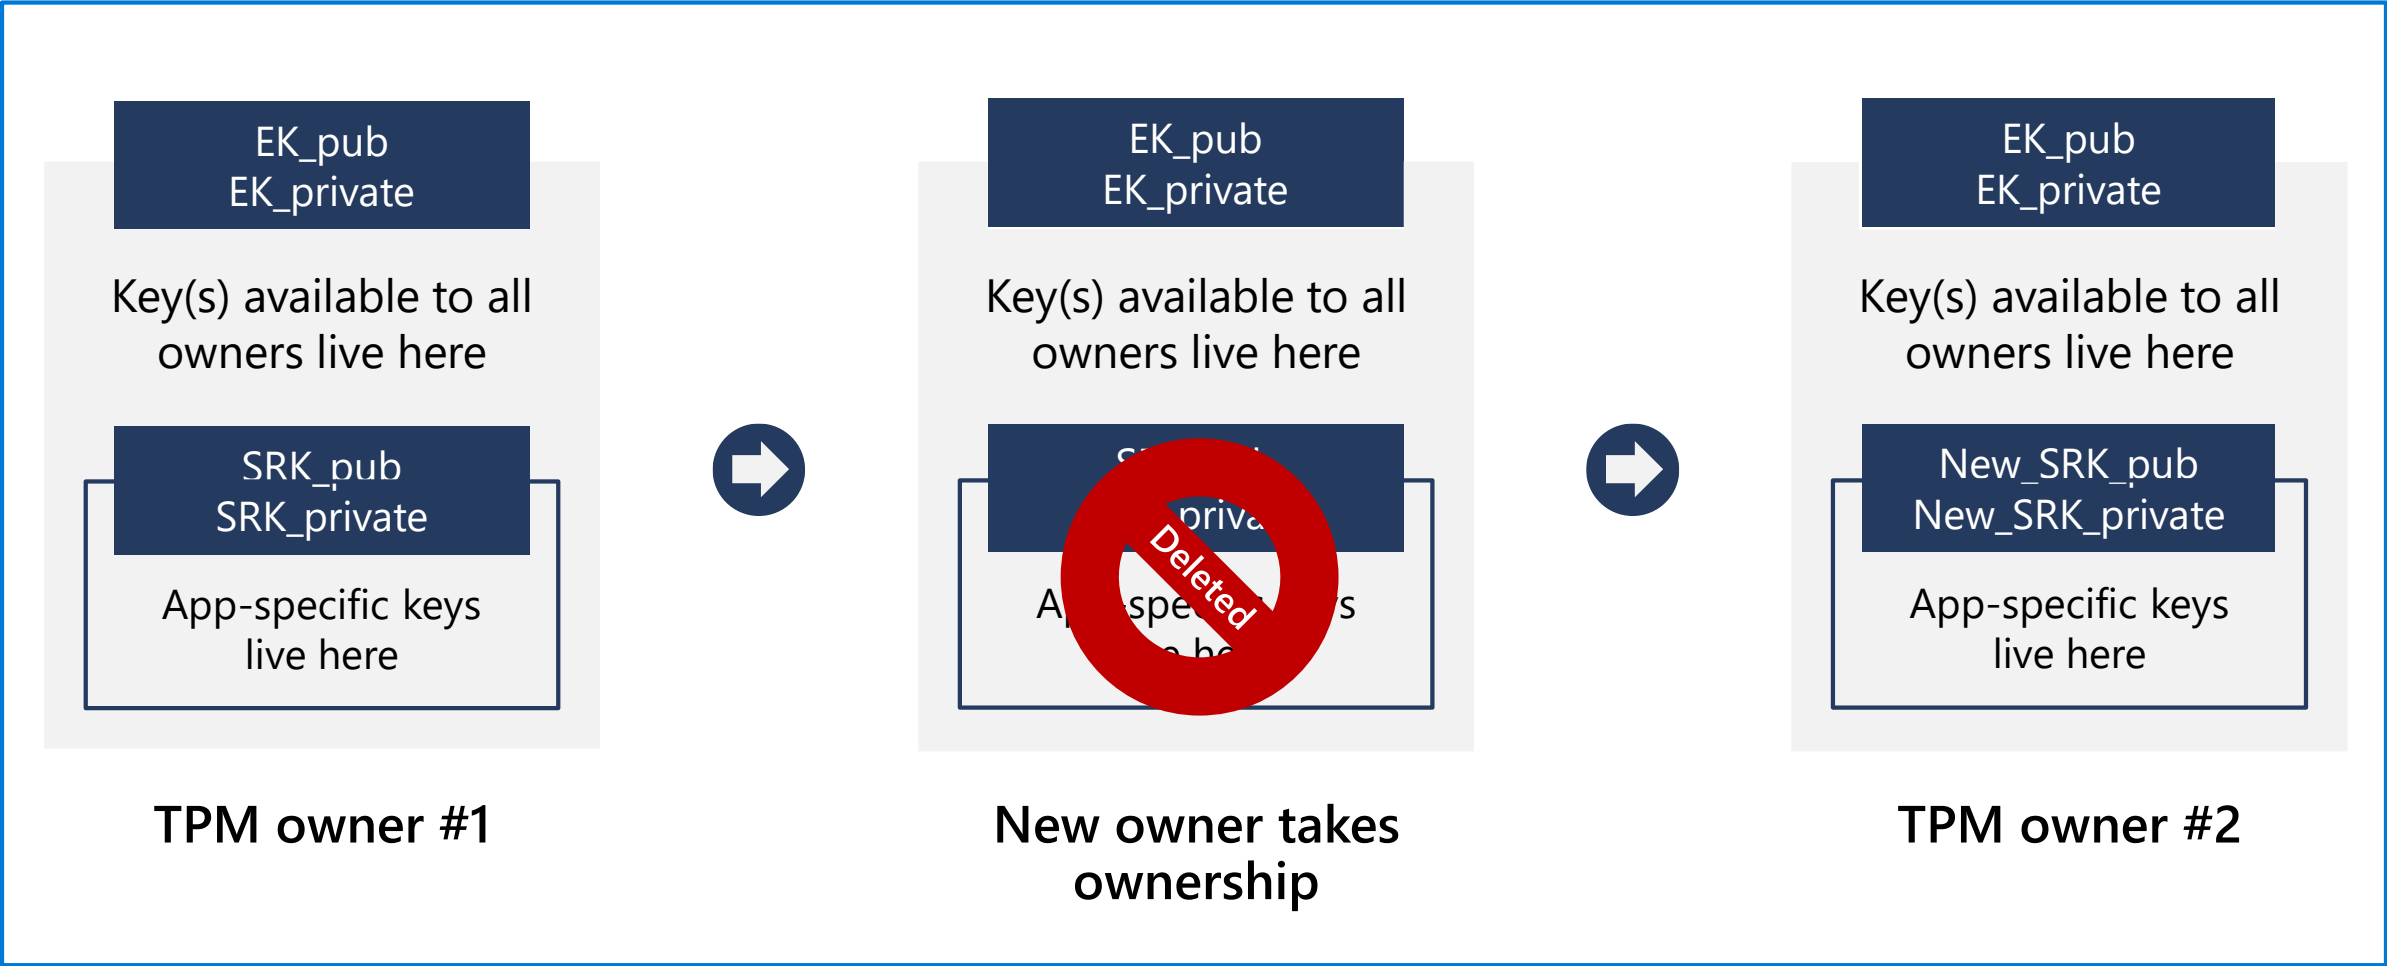 EK_pub
EK_private
Key(s) available to all
owners live here
SRK_pub
SRK_private
App-specific keys
live here
TPM owner #1
EK_pub
EK_private
Key(s) available to all
owners live here
Deleted
New owner takes
ownership
EK_pub
EK_private
Key(s) available to all
owners live here
New_SRK_pub
New_SRK_private
App-specific keys
live here
TPM owner #2